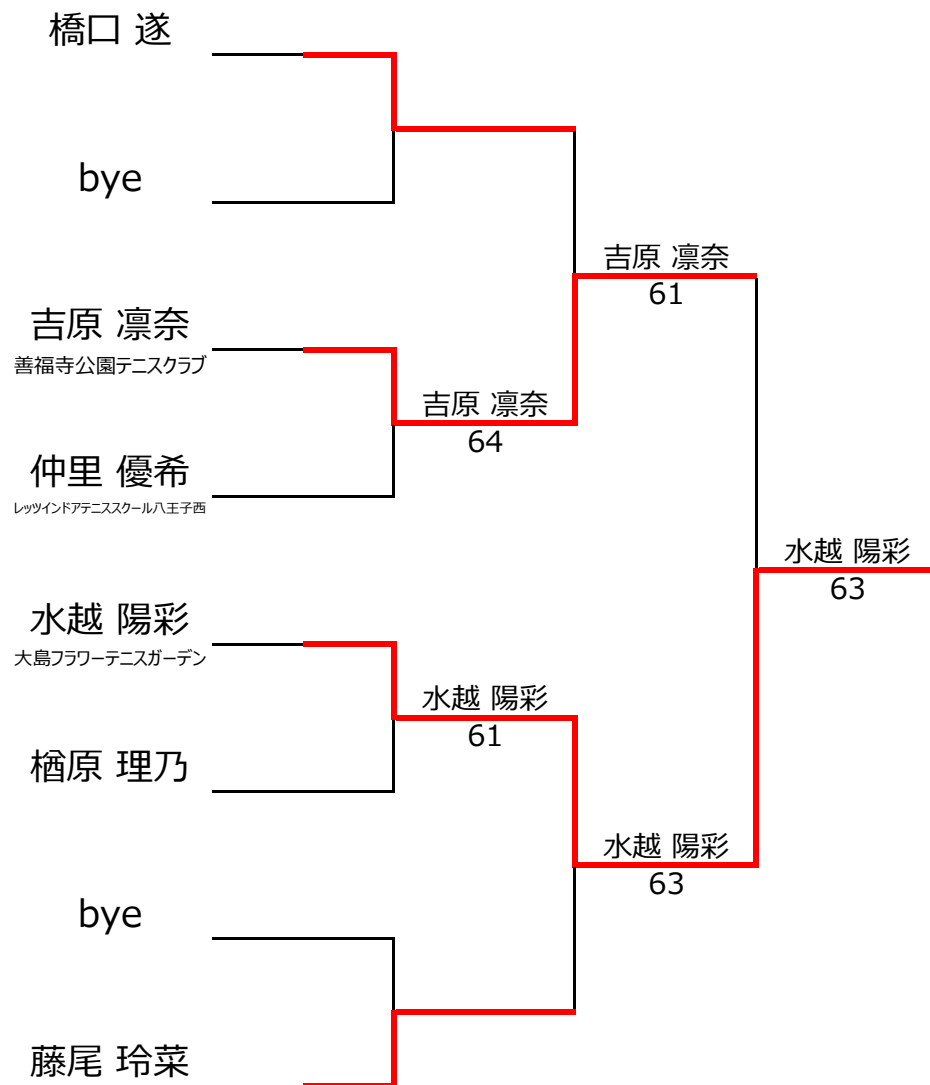 橋口 遂
bye
吉原 凛奈
61
吉原 凛奈
善福寺公園テニスクラブ
吉原 凛奈
64
仲里 優希
レッツインドアテニススクール八王子西
水越 陽彩
63
水越 陽彩
大島フラワーテニスガーデン
水越 陽彩
61
楢原 理乃
水越 陽彩
63
bye
藤尾 玲菜